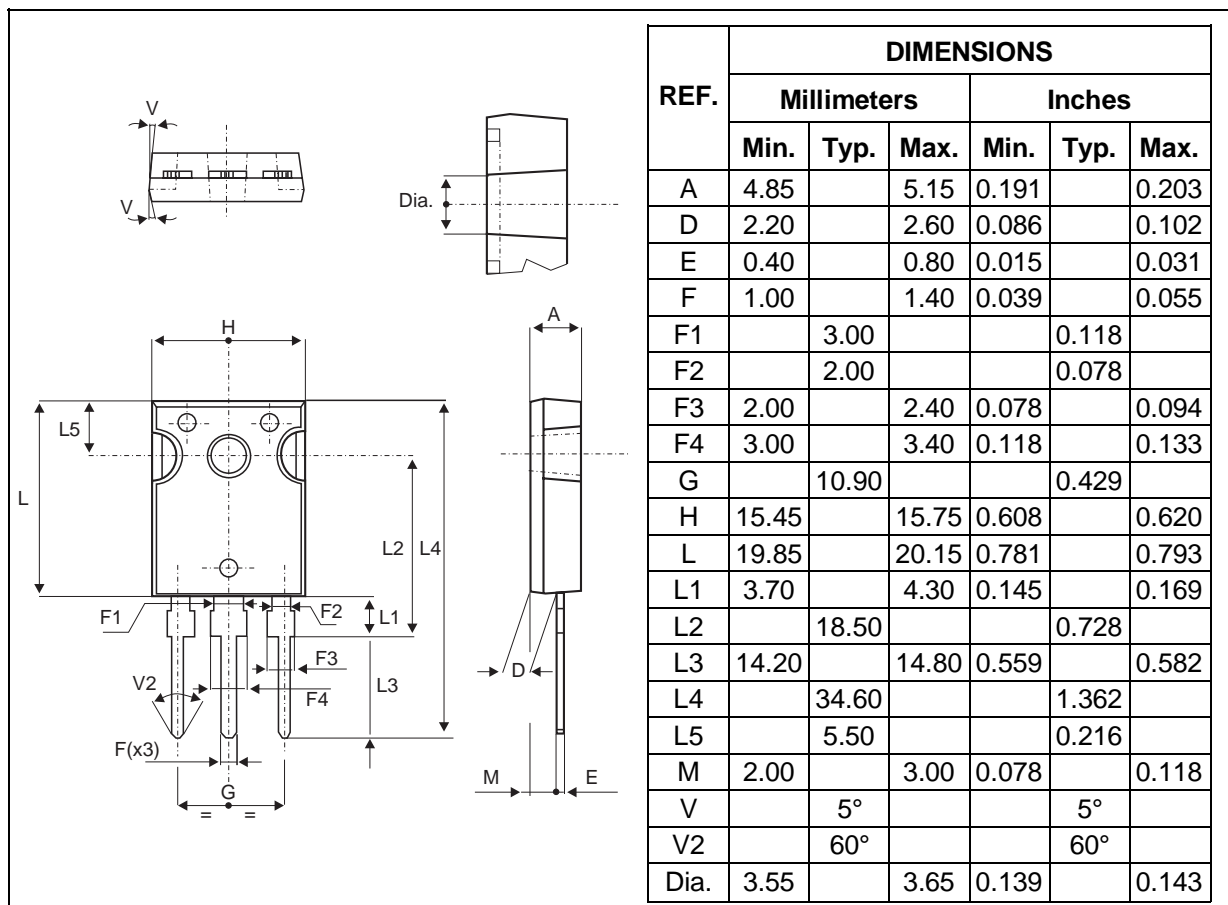 V
V
Dia.
H
A
L5
L
L2
L4
F1
F2
L1
F3
D
V2
F4
L3
F(x3)
G
M
E
= =
REF.
DIMENSIONS
Millimeters Inches
Min. Typ. Max. Min. Typ. Max.
A 4.85 5.15 0.191 0.203
D 2.20 2.60 0.086 0.102
E 0.40 0.80 0.015 0.031
F 1.00 1.40 0.039 0.055
F1 3.00 0.118
F2 2.00 0.078
F3 2.00 2.40 0.078 0.094
F4 3.00 3.40 0.118 0.133
G 10.90 0.429
H 15.45 15.75 0.608 0.620
L 19.85 20.15 0.781 0.793
L1 3.70 4.30 0.145 0.169
L2 18.50 0.728
L3 14.20 14.80 0.559 0.582
L4 34.60 1.362
L5 5.50 0.216
M 2.00 3.00 0.078 0.118
V 5° 5°
V2 60° 60°
Dia. 3.55 3.65 0.139 0.143